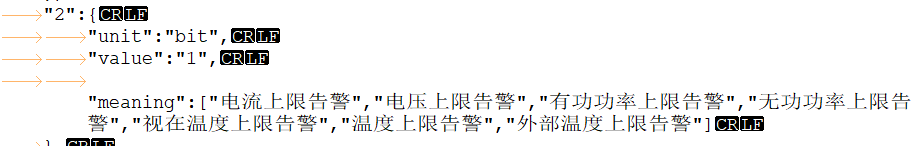 "2":{CRLF
"unit":"bit",CRLF
"value":"1",CRLF
"meaning":["电流上限告警","电压上限告警","有功功率上限告警","无功功率上限告
警","视在温度上限告警","温度上限告警","外部温度上限告警"]CRLF
},CRLF